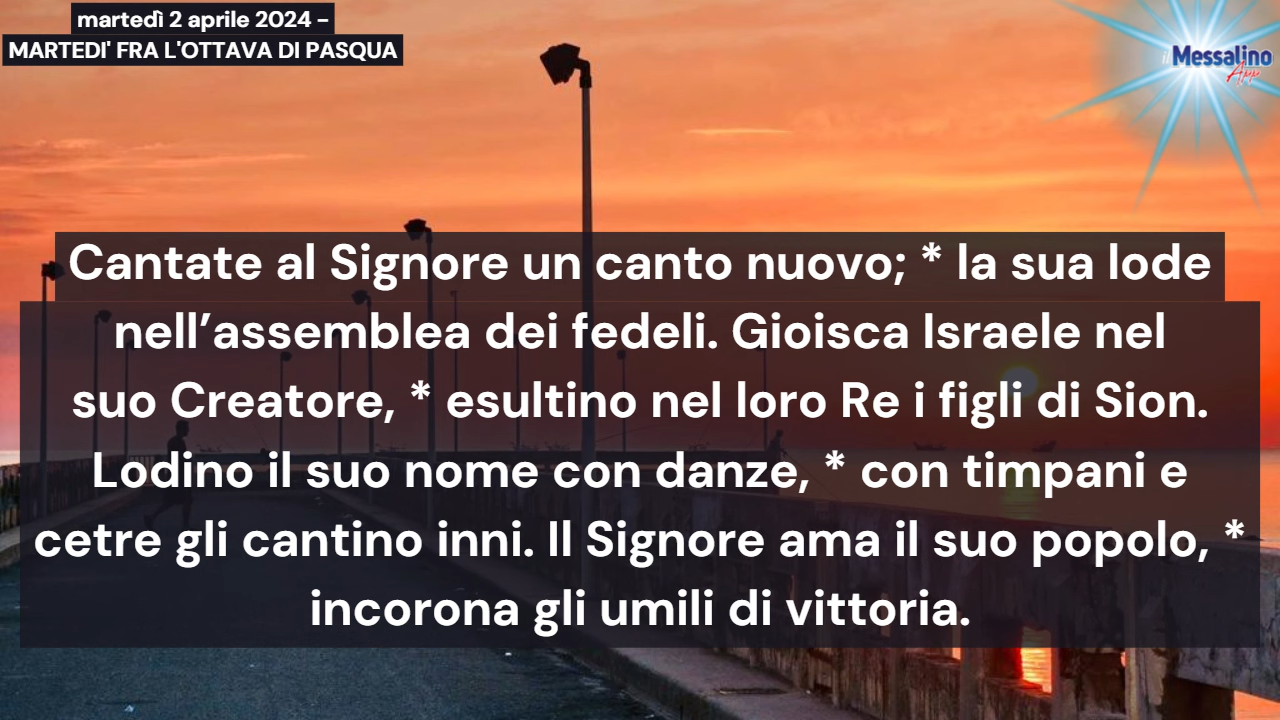 martedì 2 aprile 2024 –
MARTEDI' FRA L'OTTAVA DI PASQUA
il Messalino
App
Cantate al Signore un canto nuovo; * la sua lode
nell’assemblea dei fedeli. Gioisca Israele nel
suo Creatore, * esultino nel loro Re i figli di Sion.
Lodino il suo nome con danze, * con timpani e
cetre gli cantino inni. Il Signore ama il suo popolo, *
incorona gli umili di vittoria.